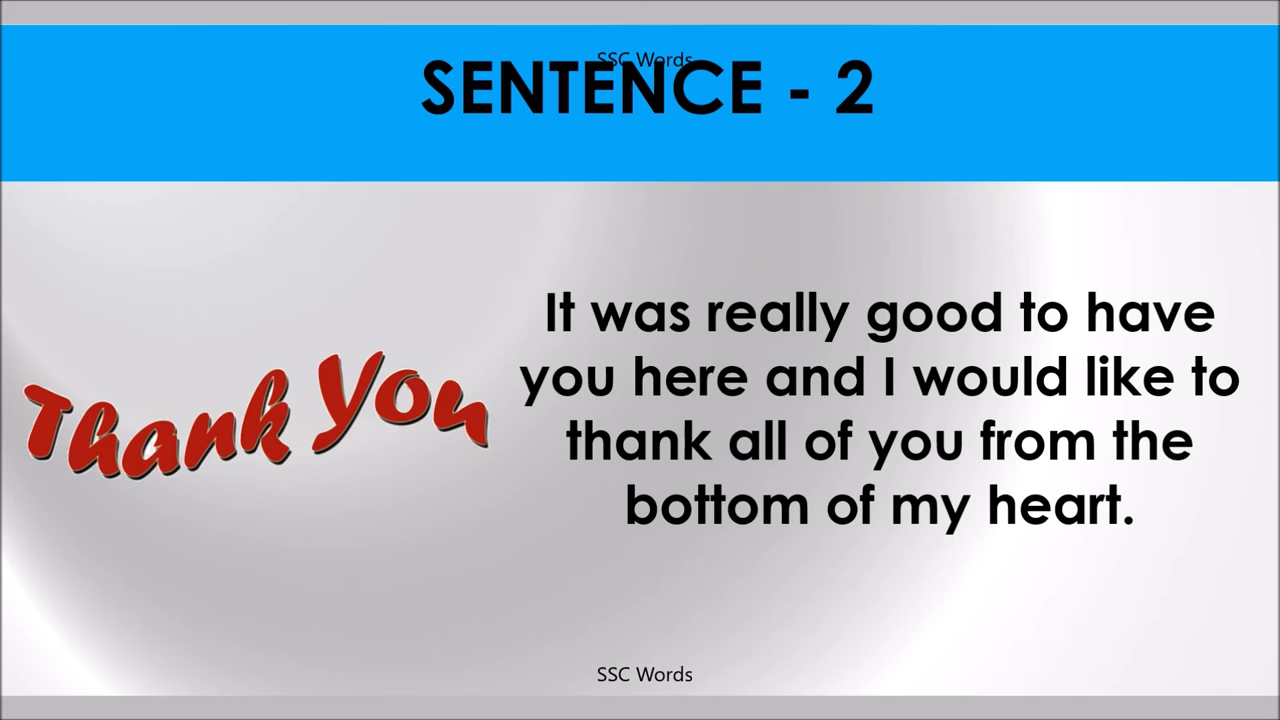 SSC Words
SENTENCE - 2
Thank You
It was really good to have
you here and I would like to
thank all of you from the
bottom of my heart.
SSC Words